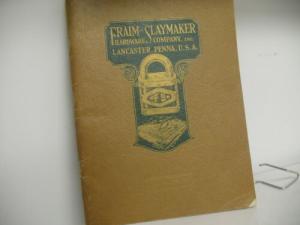 FRAIM-SLAYMAKER
HARDWARE COMPANY, INC.
LANCASTER, PENNA, U.S.A.